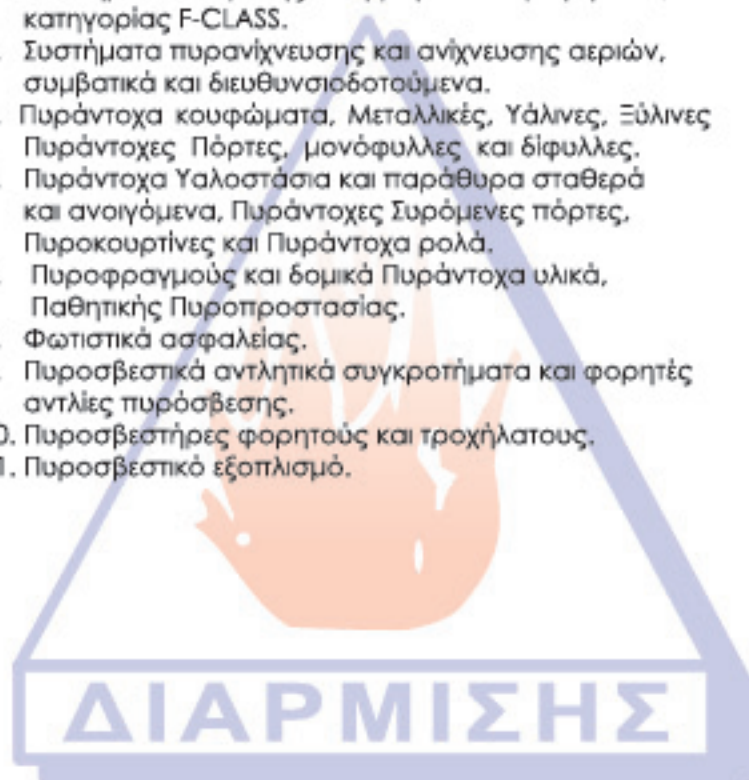 κατηγορίας F-CLASS.
Συστήματα πυρανίχνευσης και ανίχνευσης αεριών,
συμβατικά και διευθυνσιοδοτούμενα.
Πυράντοχα κουφώματα, Μεταλλικές, Υάλινες, Ξύλινες
Πυράντοχες Πόρτες, μονόφυλλες και δίφυλλες.
Πυράντοχα Υαλοστάσια και παράθυρα σταθερά
και ανοιγόμενα, Πυράντοχες Συρόμενες πόρτες,
Πυροκουρτίνες και Πυράντοχα ρολά.
Πυροφραγμούς και δομικά Πυράντοχα υλικά,
Παθητικής Πυροπροστασίας.
Φωτιστικά ασφαλείας.
Πυροσβεστικά αντλητικά συγκροτήματα και φορητές
αντλίες πυρόσβεσης.
0. Πυροσβεστήρες φορητούς και τροχήλατους.
1. Πυροσβεστικό εξοπλισμό.
ΔΙΑΡΜΙΣΗΣ